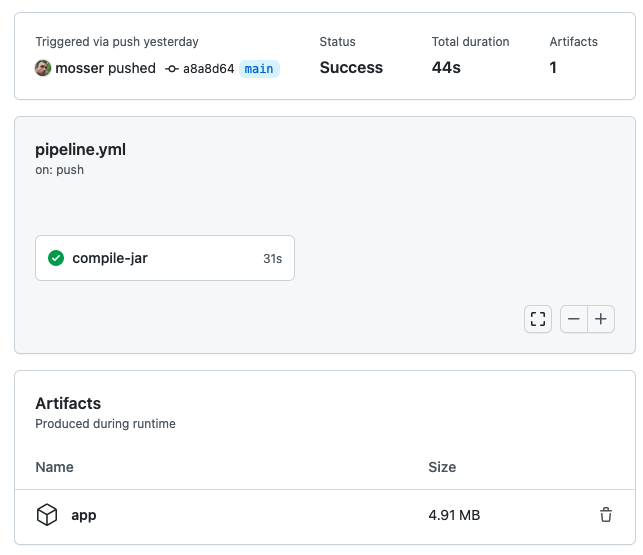 Triggered via push yesterday
Status
Total duration
Artifacts
mosser pushed a8a8d64 main
Success
44s
1
pipeline.yml
on: push
compile-jar 31s
Artifacts
Produced during runtime
Name Size
app 4.91 MB